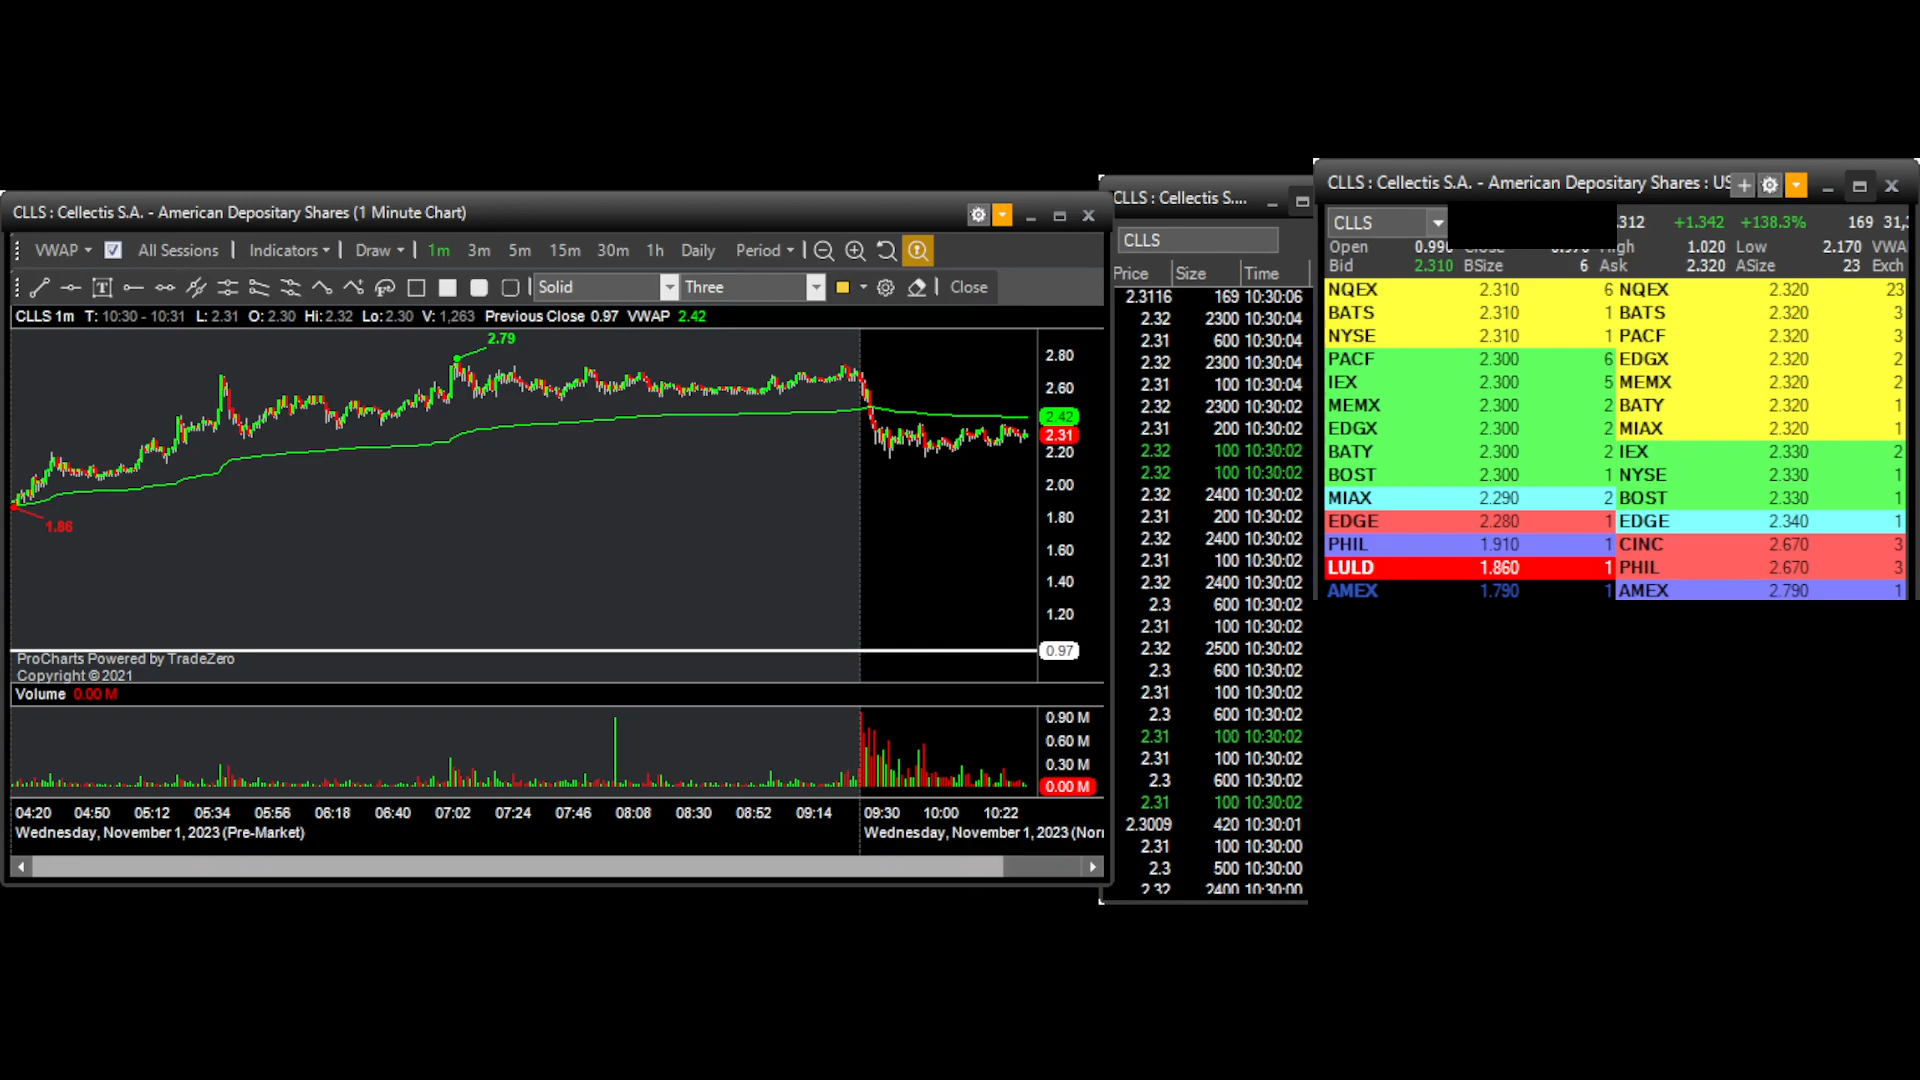 CLLS : Cellectis S.A. - American Depositary Shares (1 Minute Chart)
VWAP All Sessions Indicators Draw 1m 3m 5m 15m 30m 1h Daily Period
Solid Three Close
CLLS 1m T: 10:30 - 10:31 L: 2.31 O: 2.30 Hi: 2.32 Lo: 2.30 V: 1,263 Previous Close 0.97 VWAP 2.42
2.79
1.86
2.80
2.60
2.42
2.31
2.20
2.00
1.80
1.60
1.40
1.20
0.97
ProCharts Powered by TradeZero
Copyright © 2021
Volume 0.00 M
0.90 M
0.60 M
0.30 M
0.00 M
04:20 04:50 05:12 05:34 05:56 06:18 06:40 07:02 07:24 07:46 08:08 08:30 08:52 09:14 09:30 10:00 10:22
Wednesday, November 1, 2023 (Pre-Market) Wednesday, November 1, 2023 (Nor
CLLS : Cellectis S....
CLLS
Price Size Time
2.3116 169 10:30:06
2.32 2300 10:30:04
2.31 600 10:30:04
2.32 2300 10:30:04
2.31 100 10:30:04
2.32 2300 10:30:02
2.31 200 10:30:02
2.32 100 10:30:02
2.32 100 10:30:02
2.32 2400 10:30:02
2.31 200 10:30:02
2.32 2400 10:30:02
2.31 100 10:30:02
2.32 2400 10:30:02
2.3 600 10:30:02
2.31 100 10:30:02
2.32 2500 10:30:02
2.3 600 10:30:02
2.31 100 10:30:02
2.3 600 10:30:02
2.31 100 10:30:02
2.31 100 10:30:02
2.3 600 10:30:02
2.31 100 10:30:02
2.3009 420 10:30:01
2.31 100 10:30:00
2.3 500 10:30:00
2.32 2400 10:30:00
CLLS : Cellectis S.A. - American Depositary Shares : US
CLLS .312 +1.342 +138.3% 169 31,
Open 0.990 1.020 Low 2.170 VWA
Bid 2.310 BSize 6 Ask 2.320 ASize 23 Exch
NQEX 2.310 6 NQEX 2.320 23
BATS 2.310 1 BATS 2.320 3
NYSE 2.310 1 PACF 2.320 3
PACF 2.300 6 EDGX 2.320 2
IEX 2.300 5 MEMX 2.320 2
MEMX 2.300 2 BATY 2.320 1
EDGX 2.300 2 MIAX 2.320 1
BATY 2.300 2 IEX 2.330 2
BOST 2.300 1 NYSE 2.330 1
MIAX 2.290 2 BOST 2.330 1
EDGE 2.280 1 EDGE 2.340 1
PHIL 1.910 1 CINC 2.670 3
LULD 1.860 1 PHIL 2.670 3
AMEX 1.790 1 AMEX 2.790 1